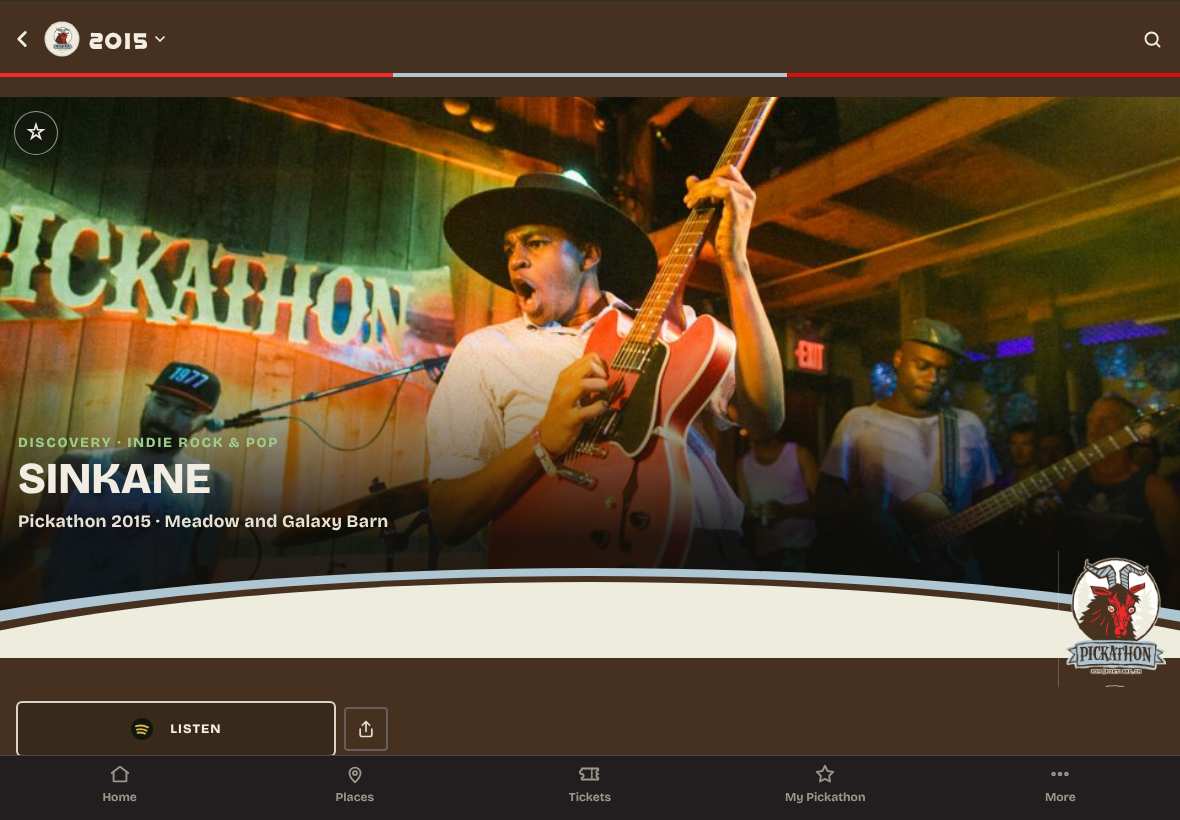 2015
PICKATHON
EXIT
1977
DISCOVERY · INDIE ROCK & POP
SINKANE
Pickathon 2015 · Meadow and Galaxy Barn
PICKATHON
LISTEN
Home
Places
Tickets
My Pickathon
More